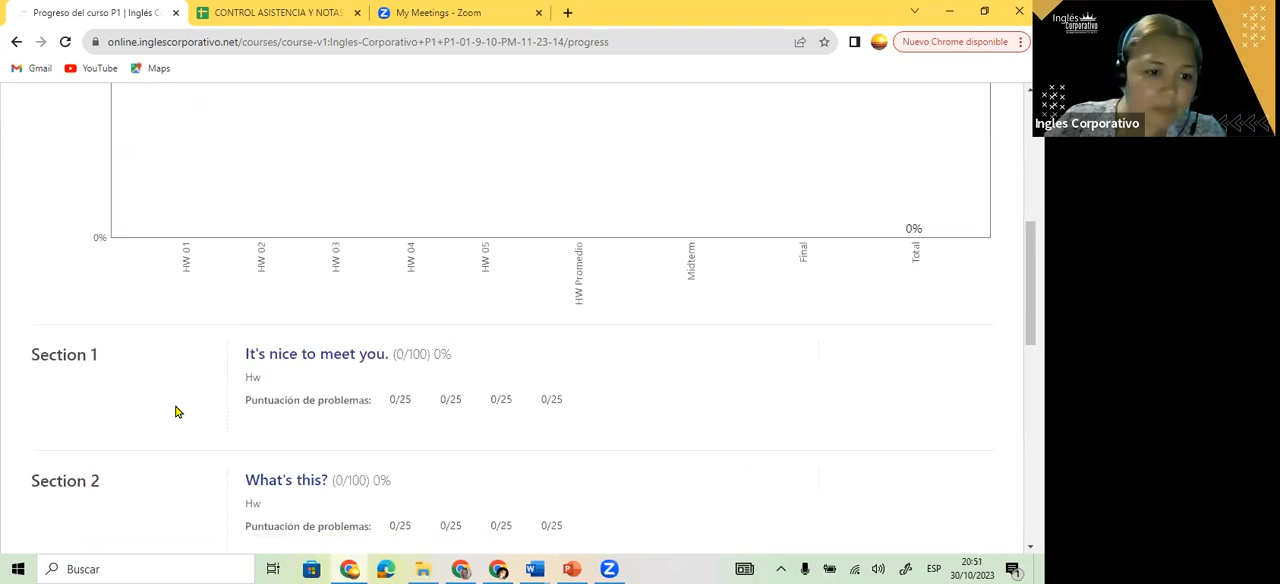 Progreso del curso P1 | Inglés C
CONTROL ASISTENCIA Y NOTAS
My Meetings - Zoom
online.inglescorporativo.net/courses/course-v1:Ingles-Corporativo+P1+P1-01-9-10-PM-11-23-14/progress
Nuevo Chrome disponible
Gmail
YouTube
Maps
Inglés
Corporativo
Ingles Corporativo
0%
0%
HW 01
HW 02
HW 03
HW 04
HW 05
HW Promedio
Midterm
Final
Total
Section 1
It's nice to meet you. (0/100) 0%
Hw
Puntuación de problemas: 0/25 0/25 0/25 0/25
Section 2
What's this? (0/100) 0%
Hw
Puntuación de problemas: 0/25 0/25 0/25 0/25
Buscar
ESP
20:51
30/10/2023
1